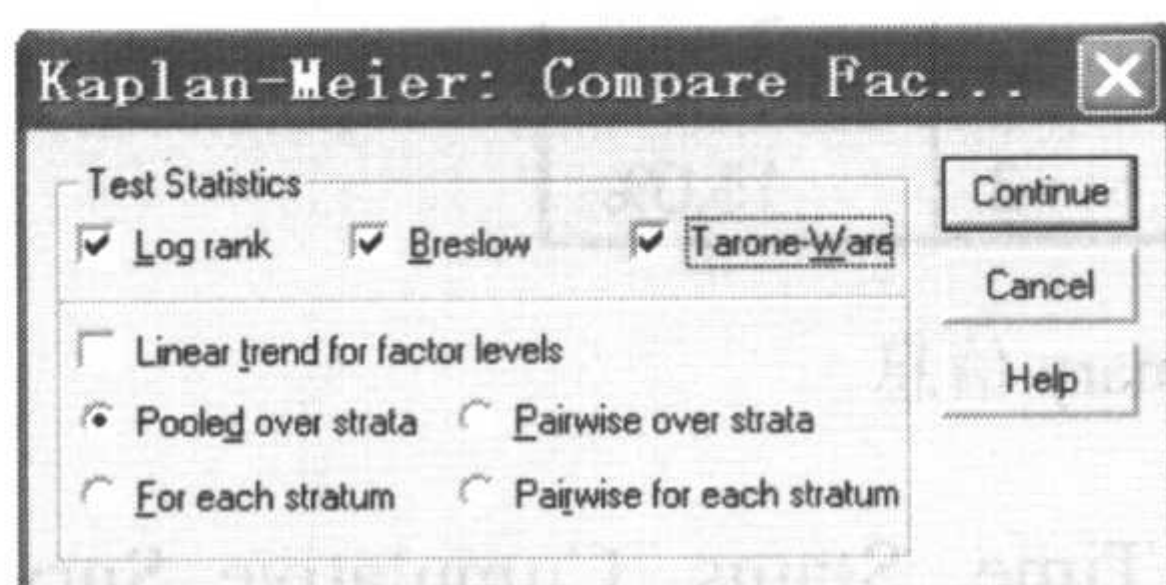 Kaplan-Meier: Compare Fac...
Test Statistics
Log rank
Breslow
Tarone-Ware
Continue
Cancel
Linear trend for factor levels
Help
Pooled over strata
Pairwise over strata
For each stratum
Pairwise for each stratum